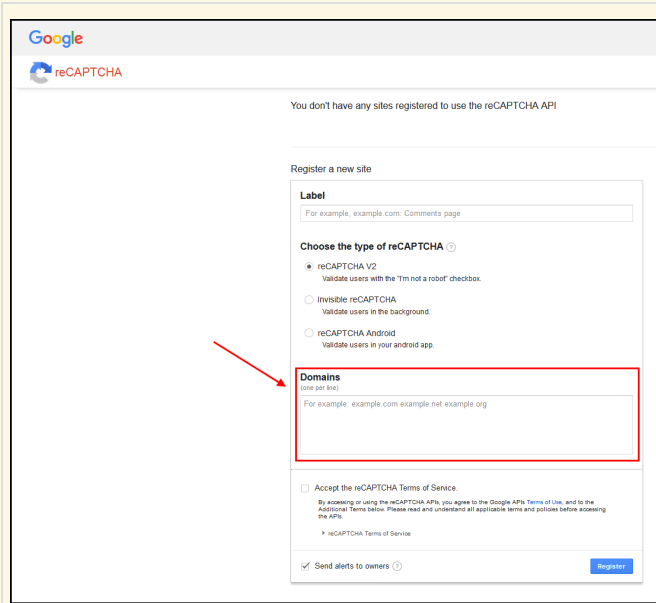 Google
reCAPTCHA
You don't have any sites registered to use the reCAPTCHA API
Register a new site
Label
For example, example.com: Comments page
Choose the type of reCAPTCHA ?
reCAPTCHA V2
Validate users with the "I'm not a robot" checkbox.
Invisible reCAPTCHA
Validate users in the background.
reCAPTCHA Android
Validate users in your android app.
Domains
(one per line)
For example: example.com example.net example.org
Accept the reCAPTCHA Terms of Service.
By accessing or using the reCAPTCHA APIs, you agree to the Google APIs Terms of Use, and to the
Additional Terms below. Please read and understand all applicable terms and policies before accessing
the APIs.
reCAPTCHA Terms of Service
Send alerts to owners ?
Register